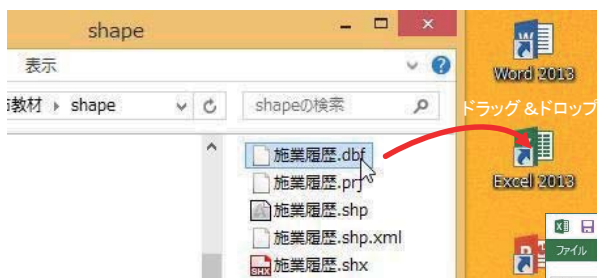 shape
表示
教材 ▸ shape
shapeの検索
施業履歴.dbf
施業履歴.prj
施業履歴.shp
施業履歴.shp.xml
SHX 施業履歴.shx
Word 2013
ドラッグ &ドロップ
Excel 2013
ファイル